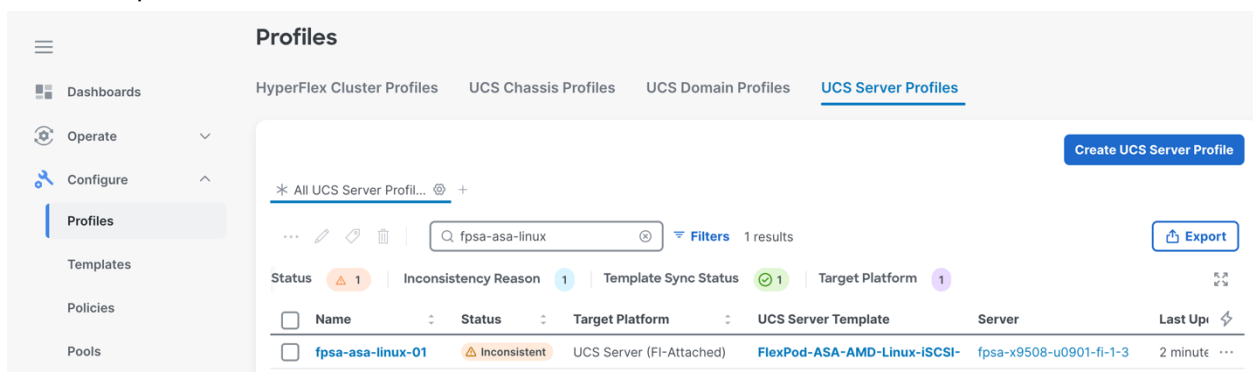 Profiles
Dashboards
HyperFlex Cluster Profiles UCS Chassis Profiles UCS Domain Profiles UCS Server Profiles
Operate
Create UCS Server Profile
Configure
All UCS Server Profil... +
Profiles
... fpsa-asa-linux Filters 1 results Export
Templates
Status 1 Inconsistency Reason 1 Template Sync Status 1 Target Platform 1
Policies
Name Status Target Platform UCS Server Template Server Last Up
Pools
fpsa-asa-linux-01 Inconsistent UCS Server (FI-Attached) FlexPod-ASA-AMD-Linux-iSCSI- fpsa-x9508-u0901-fi-1-3 2 minute ...